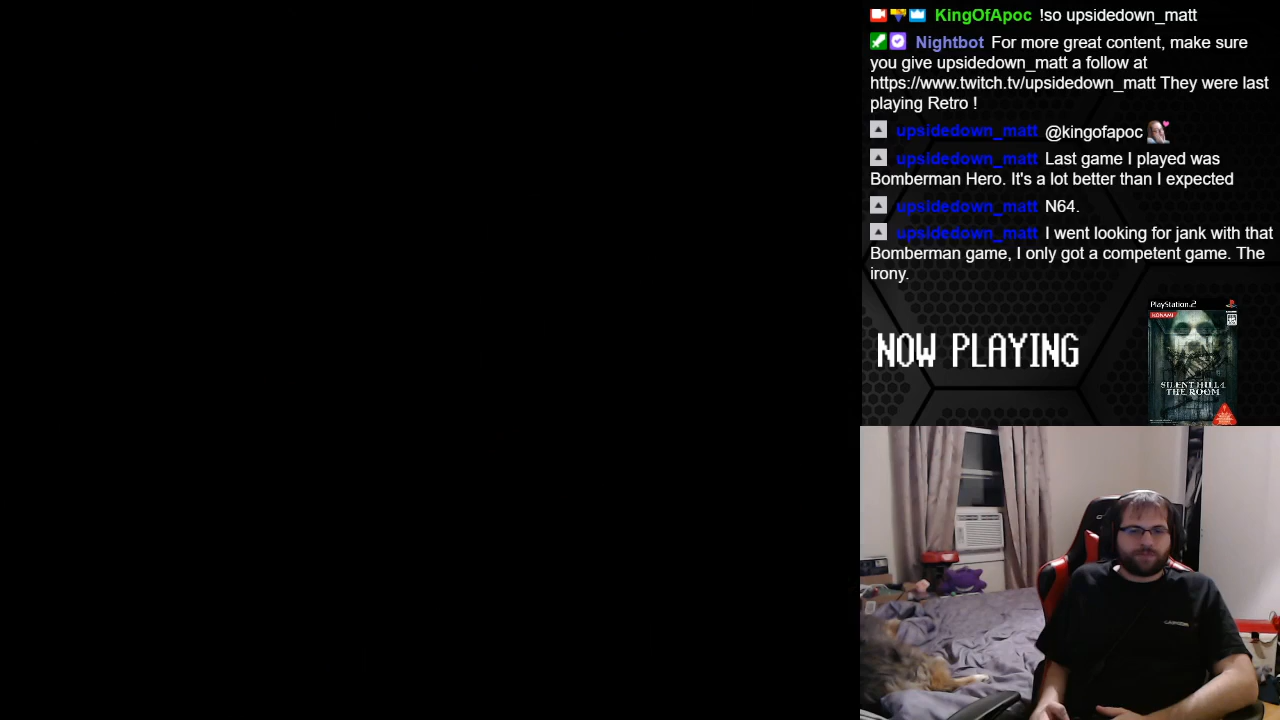 KingOfApoc !so upsidedown_matt
Nightbot For more great content, make sure
you give upsidedown_matt a follow at
https://www.twitch.tv/upsidedown_matt They were last
playing Retro !
upsidedown_matt @kingofapoc
upsidedown_matt Last game I played was
Bomberman Hero. It's a lot better than I expected
upsidedown_matt N64.
upsidedown_matt I went looking for jank with that
Bomberman game, I only got a competent game. The
irony.
PlayStation.2
KONAMI
NOW PLAYING
SILENT HILL 4
THE ROOM